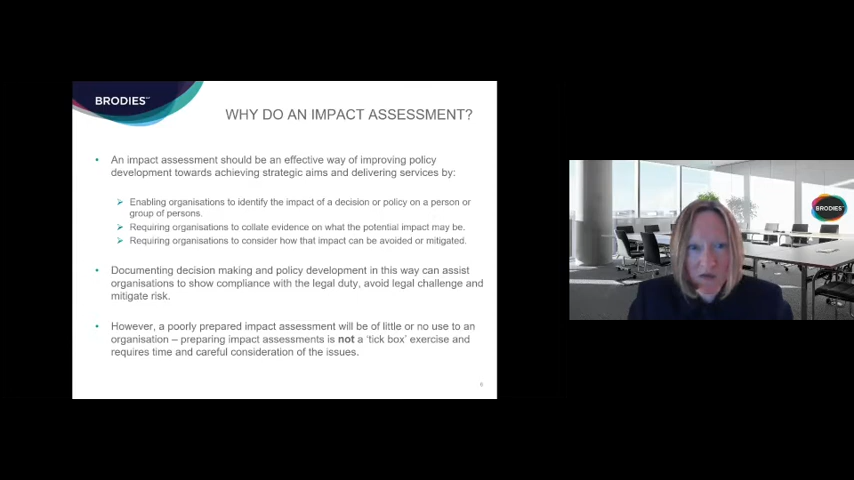 BRODIES LLP
WHY DO AN IMPACT ASSESSMENT?
• An impact assessment should be an effective way of improving policy
development towards achieving strategic aims and delivering services by:
➢ Enabling organisations to identify the impact of a decision or policy on a person or
group of persons.
➢ Requiring organisations to collate evidence on what the potential impact may be.
➢ Requiring organisations to consider how that impact can be avoided or mitigated.
• Documenting decision making and policy development in this way can assist
organisations to show compliance with the legal duty, avoid legal challenge and
mitigate risk.
• However, a poorly prepared impact assessment will be of little or no use to an
organisation – preparing impact assessments is not a ‘tick box’ exercise and
requires time and careful consideration of the issues.
BRODIES